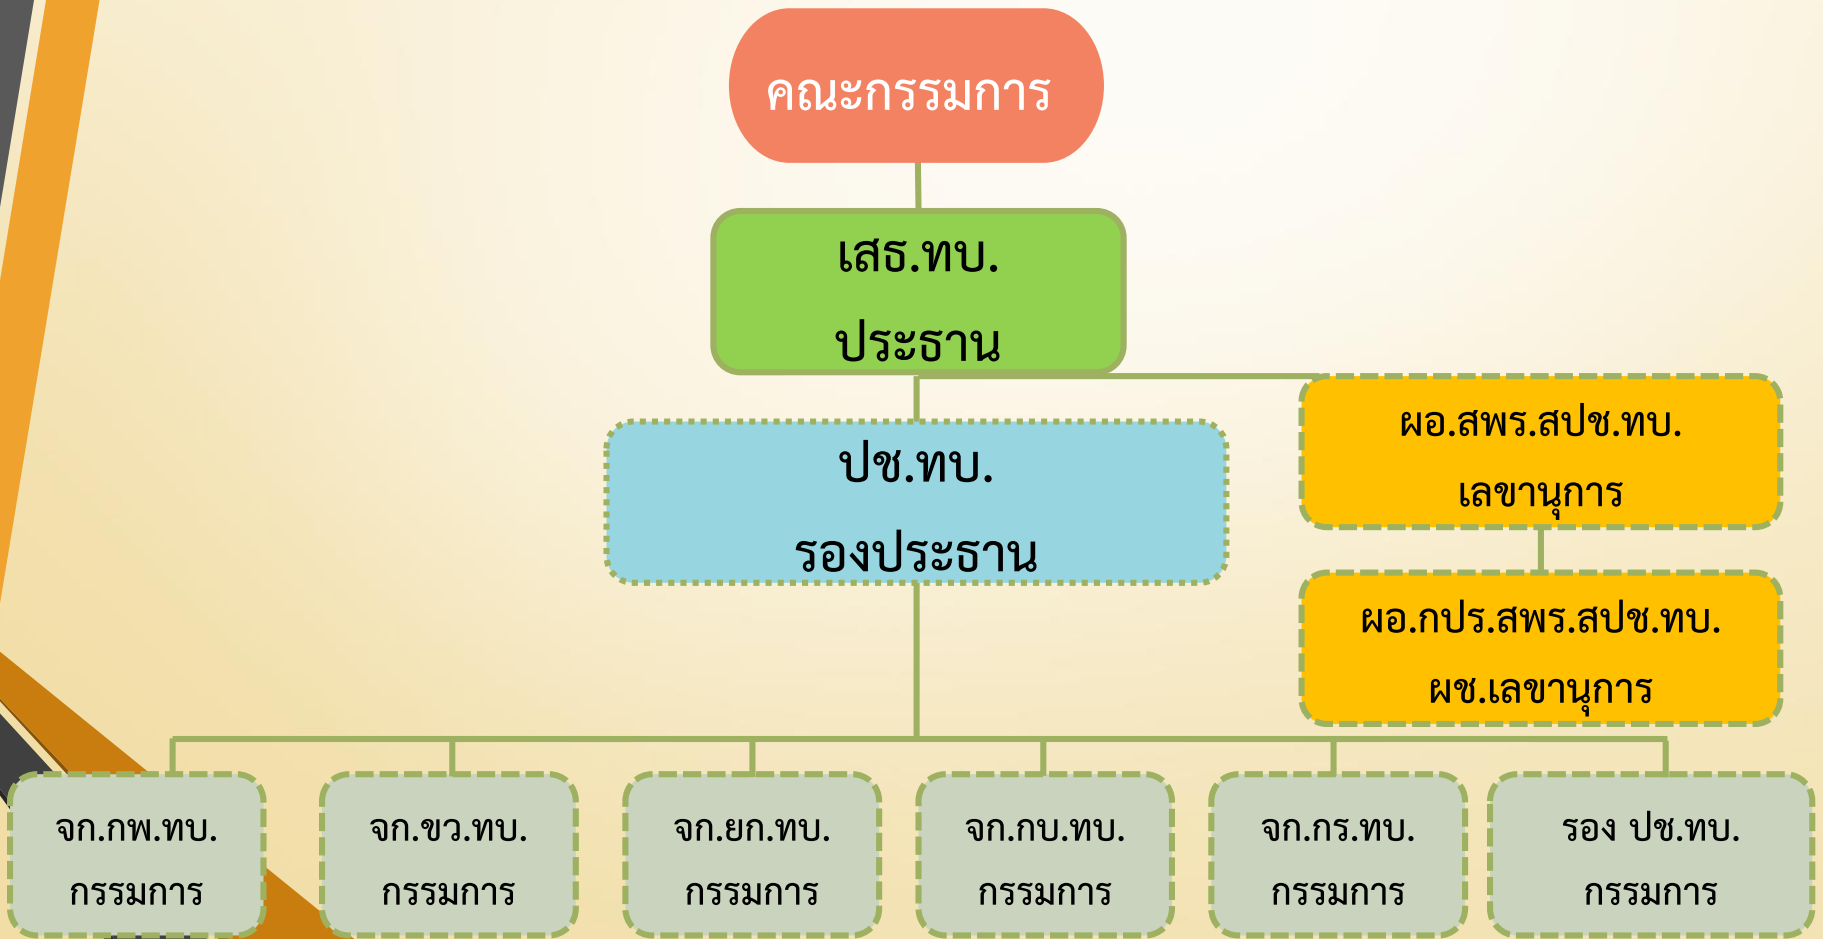 คณะกรรมการ
เสธ.ทบ.
ประธาน
ปช.ทบ.
รองประธาน
ผอ.สพร.สปช.ทบ.
เลขานุการ
ผอ.กปร.สพร.สปช.ทบ.
ผช.เลขานุการ
จก.กพ.ทบ.
กรรมการ
จก.ขว.ทบ.
กรรมการ
จก.ยก.ทบ.
กรรมการ
จก.กบ.ทบ.
กรรมการ
จก.กร.ทบ.
กรรมการ
รอง ปช.ทบ.
กรรมการ